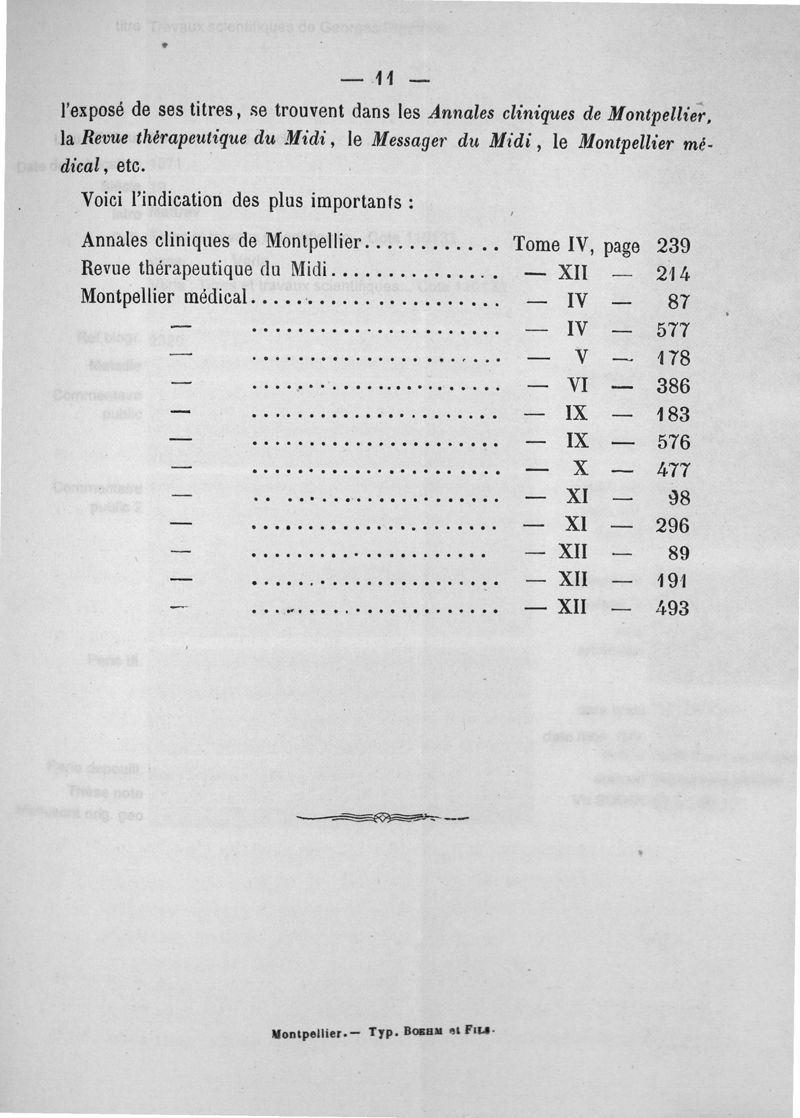 — 11 —
l'exposé de ses titres, se trouvent dans les Annales cliniques de Montpellier,
la Revue thérapeutique du Midi, le Messager du Midi, le Montpellier mé-
dical, etc.
Voici l'indication des plus importants :
Annales cliniques de Montpellier............ Tome IV, page 239
Revue thérapeutique du Midi............... — XII — 214
Montpellier médical...................... — IV — 87
— ...................... — IV — 577
— ...................... — V — 178
— ...................... — VI — 386
— ...................... — IX — 183
— ...................... — IX — 576
— ...................... — X — 477
— ...................... — XI — 98
— ...................... — XI — 296
— ...................... — XII — 89
— ...................... — XII — 191
— ...................... — XII — 493
Montpellier.— Typ. BOEHM et FILS.